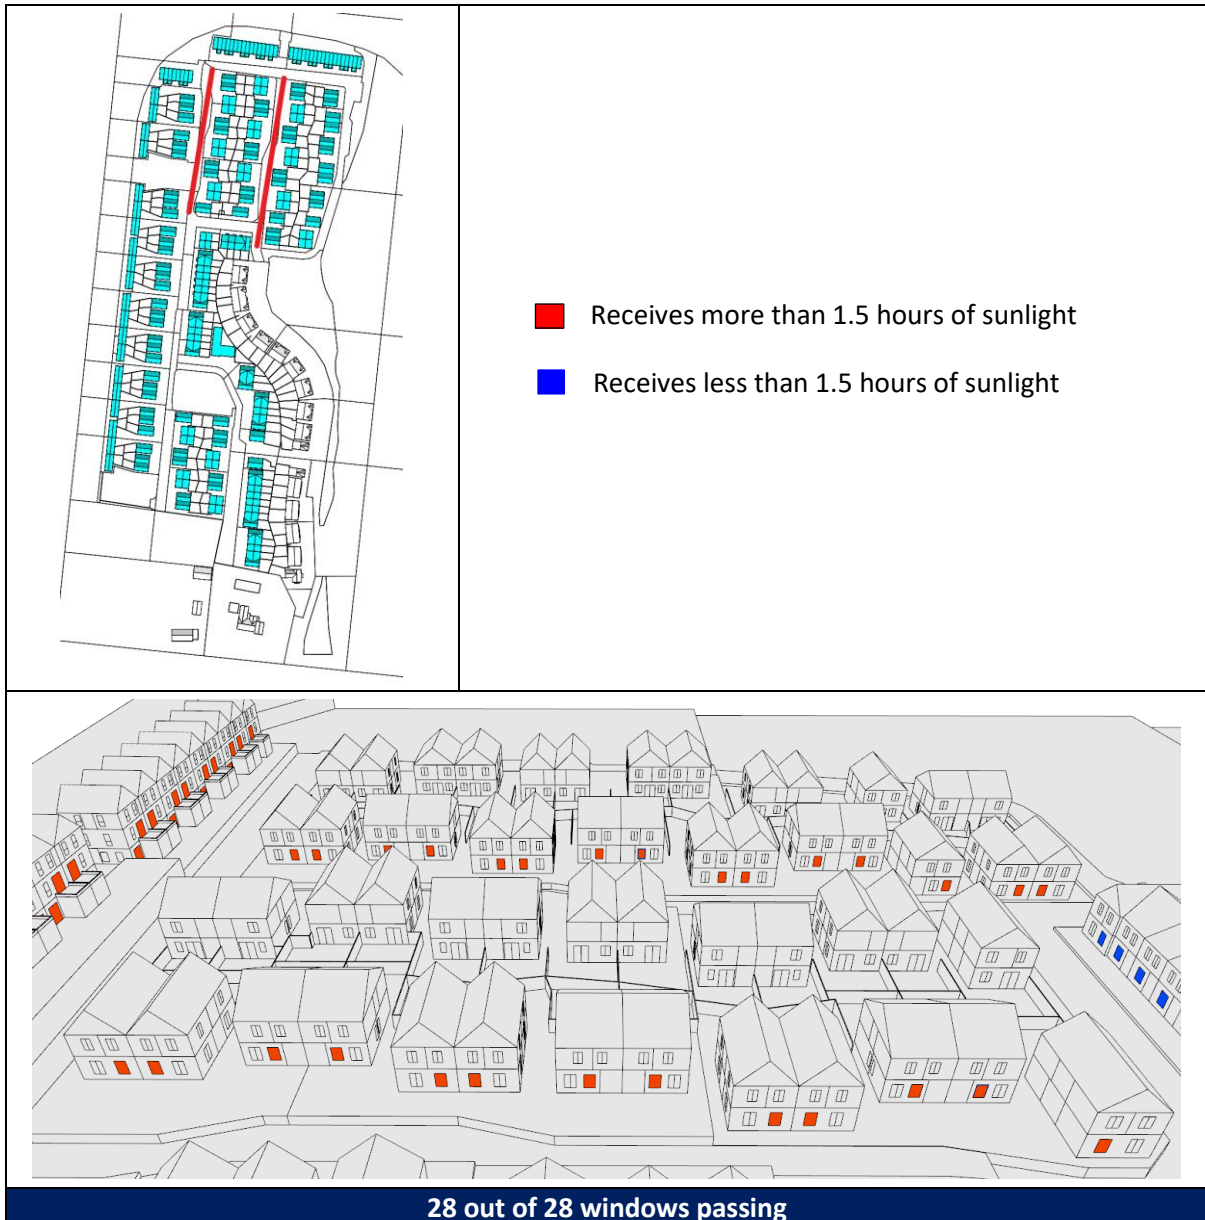 Receives more than 1.5 hours of sunlight
Receives less than 1.5 hours of sunlight
28 out of 28 windows passing